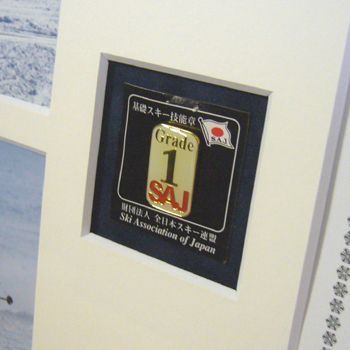 基礎スキー技能章
SAJ
Grade
1
SAJ
財団法人 全日本スキー連盟
Ski Association of Japan